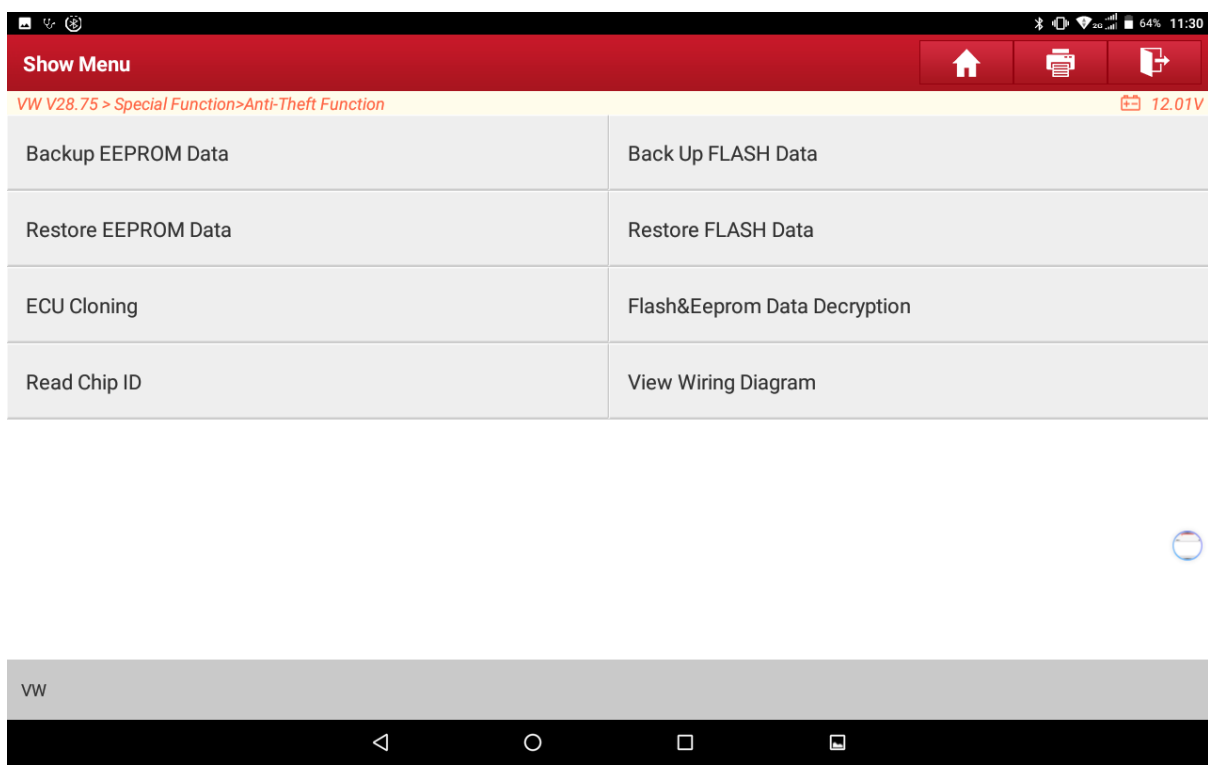 2G 64% 11:30
Show Menu
VW V28.75 > Special Function>Anti-Theft Function 12.01V
Backup EEPROM Data Back Up FLASH Data
Restore EEPROM Data Restore FLASH Data
ECU Cloning Flash&Eeprom Data Decryption
Read Chip ID View Wiring Diagram
VW